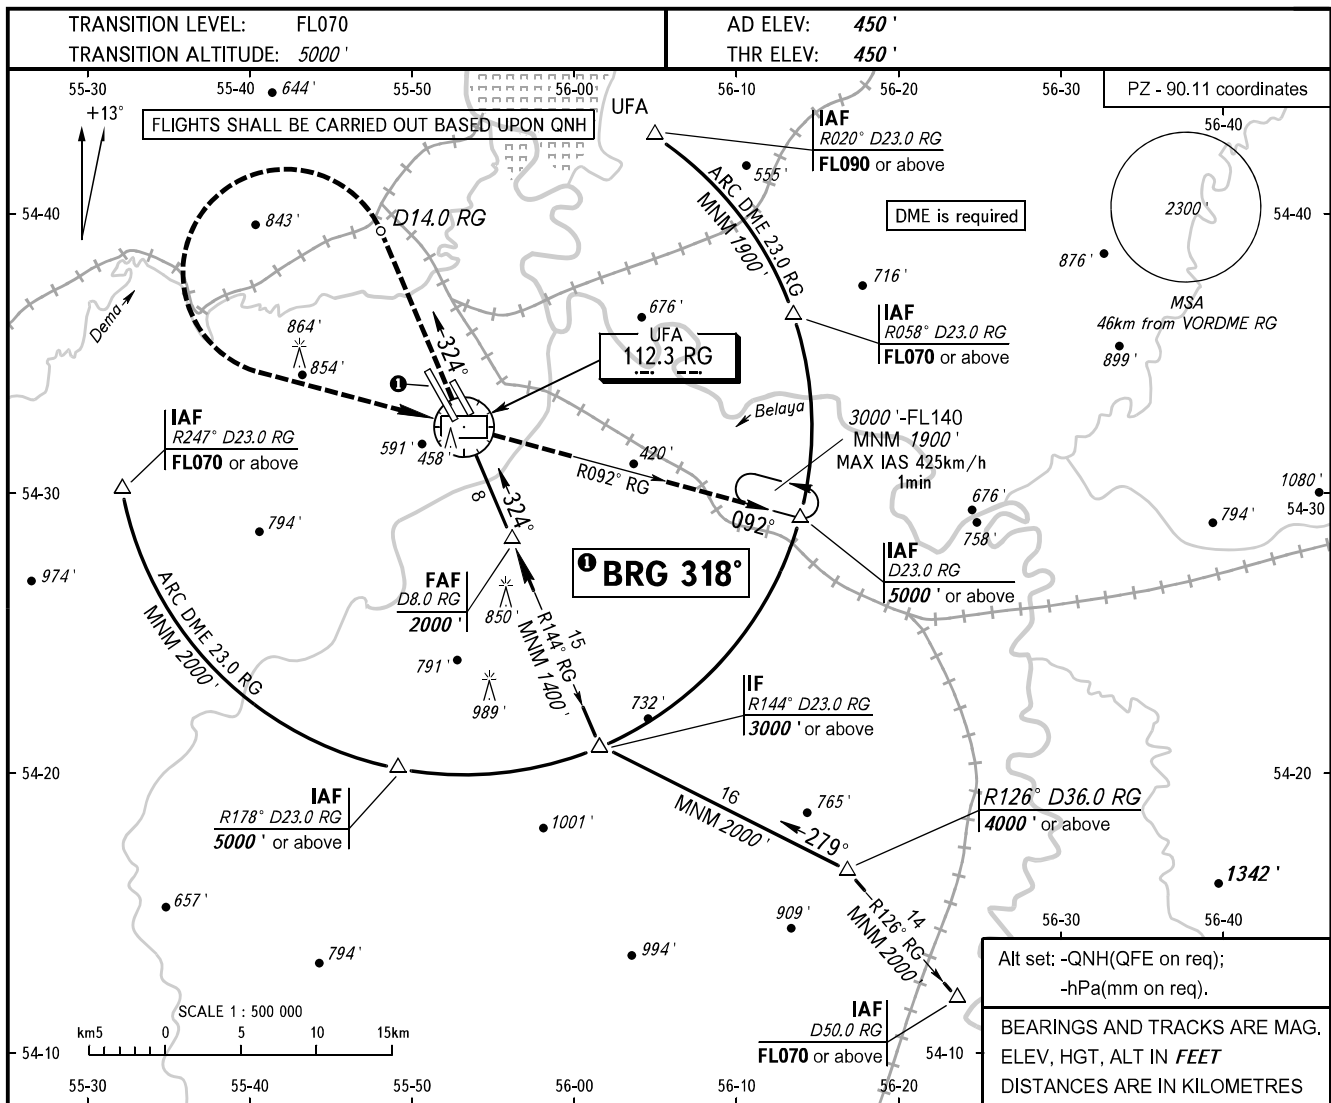 TRANSITION LEVEL: FL070
TRANSITION ALTITUDE: 5000 '
AD ELEV: 450 '
THR ELEV: 450 '
55-30 55-40 55-50 56-00 56-10 56-20 56-30
PZ - 90.11 coordinates
56-40
+13°
644 '
FLIGHTS SHALL BE CARRIED OUT BASED UPON QNH
UFA
IAF
R020° D23.0 RG
FL090 or above
555 '
ARC DME 23.0 RG
MNM 1900 '
DME is required
2300 '
MSA
46km from VORDME RG
54-40
54-40
843 '
D14.0 RG
876 '
716 '
899 '
Dema
864 '
854 '
324°
676 '
UFA
112.3 RG
IAF
R058° D23.0 RG
FL070 or above
❶
Belaya
3000 '-FL140
MNM 1900 '
MAX IAS 425km/h
1min
IAF
R247° D23.0 RG
FL070 or above
591 '
458 '
420 '
R092° RG
092°
1080 '
54-30
54-30
676 '
758 '
794 '
8
324°
794 '
974 '
❶ BRG 318°
IAF
D23.0 RG
5000 ' or above
FAF
D8.0 RG
2000 '
850 '
15
R144° RG
MNM 1400 '
ARC DME 23.0 RG
MNM 2000 '
791 '
989 '
732 '
IF
R144° D23.0 RG
3000 ' or above
54-20
54-20
IAF
R178° D23.0 RG
5000 ' or above
1001 '
16
MNM 2000 '
765 '
279°
R126° D36.0 RG
4000 ' or above
1342 '
657 '
794 '
994 '
909 '
14
R126° RG
MNM 2000 '
56-30 56-40
Alt set: -QNH(QFE on req);
-hPa(mm on req).
IAF
D50.0 RG
FL070 or above
SCALE 1 : 500 000
km5 0 5 10 15km
BEARINGS AND TRACKS ARE MAG.
ELEV, HGT, ALT IN FEET
DISTANCES ARE IN KILOMETRES
54-10
54-10
55-30 55-40 55-50 56-00 56-10 56-20